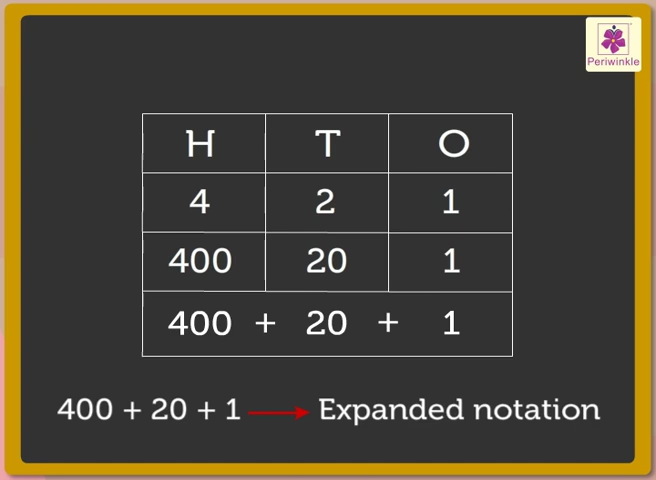 Periwinkle
H T O
4 2 1
400 20 1
400 + 20 + 1
400 + 20 + 1 → Expanded notation